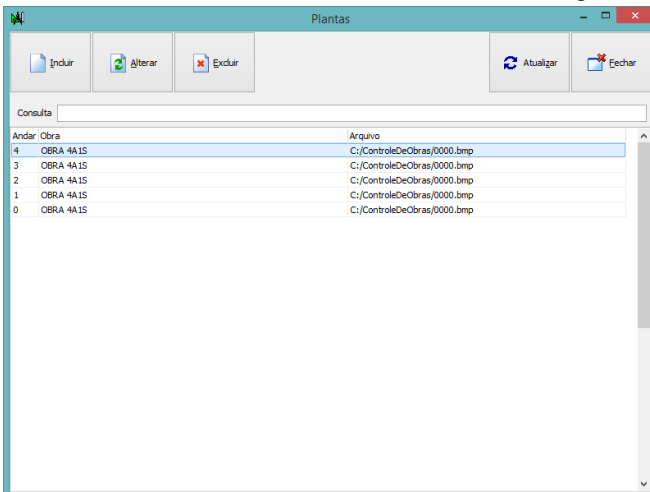 Plantas
Incluir Alterar Excluir Atualizar Fechar
Consulta
Andar Obra Arquivo
4 OBRA 4A1S C:/ControleDeObras/0000.bmp
3 OBRA 4A1S C:/ControleDeObras/0000.bmp
2 OBRA 4A1S C:/ControleDeObras/0000.bmp
1 OBRA 4A1S C:/ControleDeObras/0000.bmp
0 OBRA 4A1S C:/ControleDeObras/0000.bmp